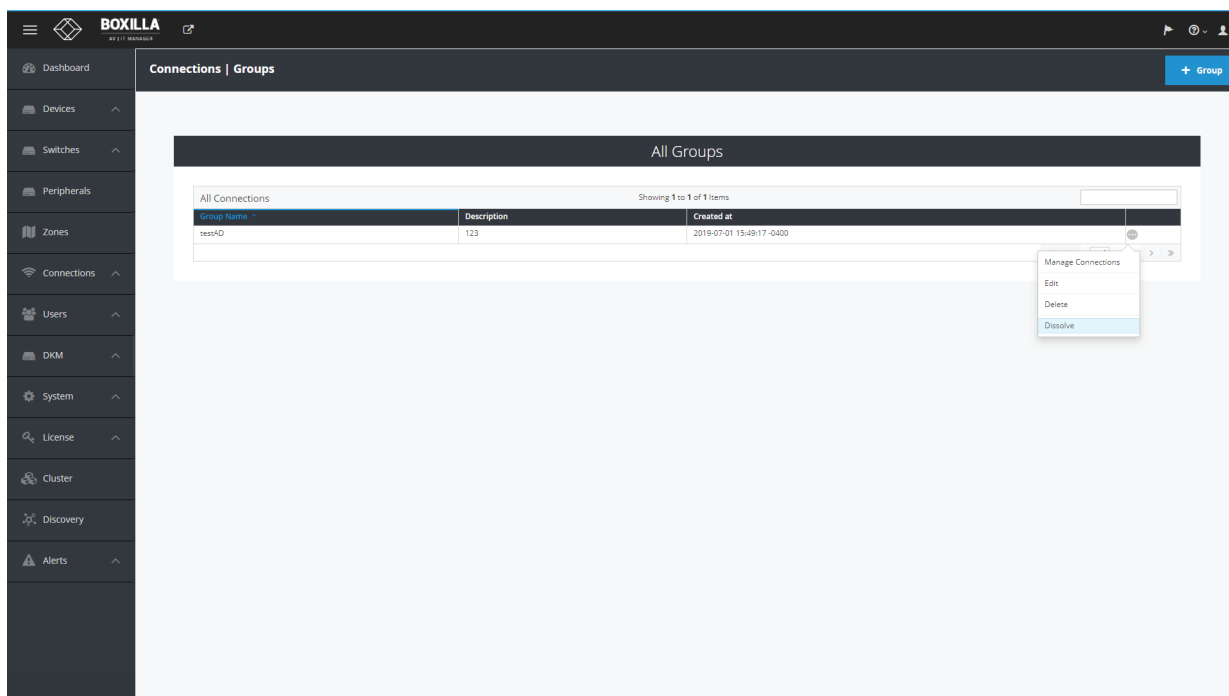 BOXILLA
AV | IT MANAGER
Dashboard
Connections | Groups
+ Group
Devices
Switches
Peripherals
Zones
Connections
Users
DKM
System
License
Cluster
Discovery
Alerts
All Groups
All Connections
Showing 1 to 1 of 1 Items
Group Name
Description
Created at
testAD
123
2019-07-01 15:49:17 -0400
Manage Connections
Edit
Delete
Dissolve